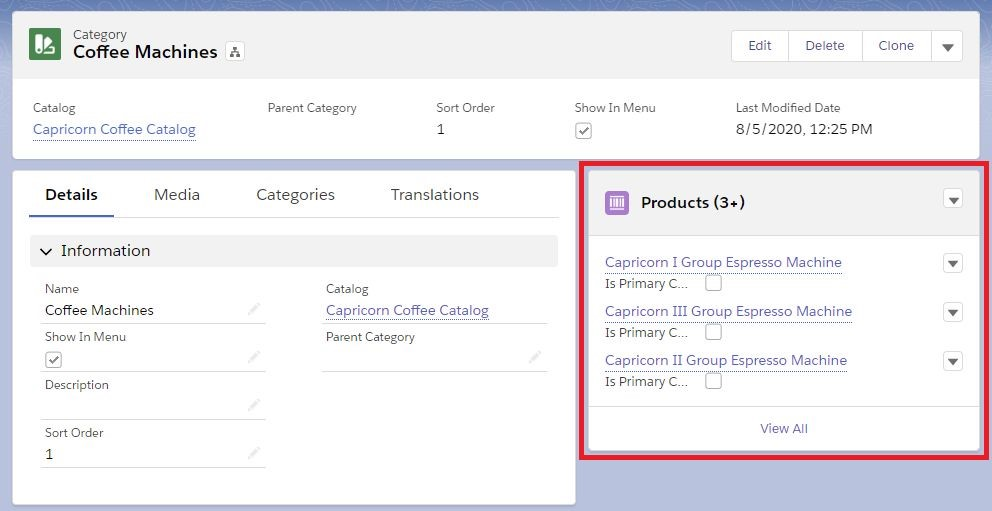 Category
Coffee Machines
Edit
Delete
Clone
Catalog
Parent Category
Sort Order
Show In Menu
Last Modified Date
Capricorn Coffee Catalog
1
8/5/2020, 12:25 PM
Details
Media
Categories
Translations
Information
Name
Catalog
Coffee Machines
Capricorn Coffee Catalog
Show In Menu
Parent Category
Description
Sort Order
1
Products (3+)
Capricorn I Group Espresso Machine
Is Primary C...
Capricorn III Group Espresso Machine
Is Primary C...
Capricorn II Group Espresso Machine
Is Primary C...
View All